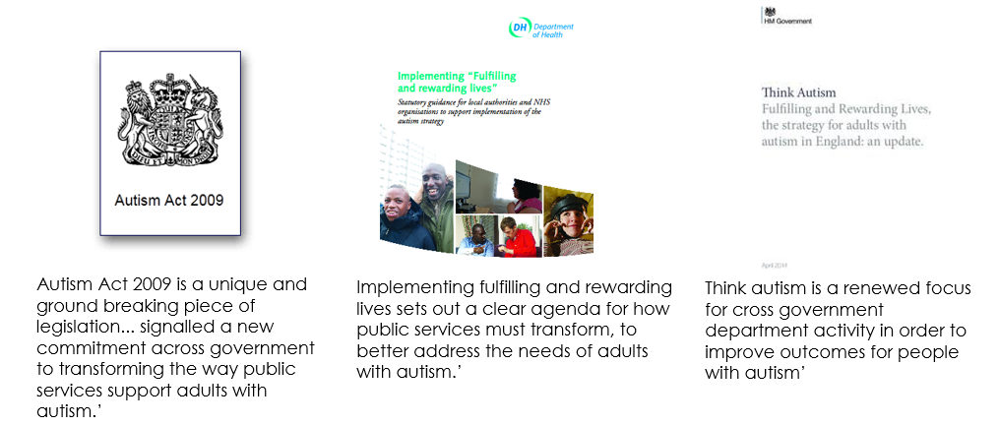 Autism Act 2009
Autism Act 2009 is a unique and
ground breaking piece of
legislation... signalled a new
commitment across government
to transforming the way public
services support adults with
autism.’
DH Department
of Health
Implementing “Fulfilling
and rewarding lives”
Statutory guidance for local authorities and NHS
organisations to support implementation of the
autism strategy
Implementing fulfilling and rewarding
lives sets out a clear agenda for how
public services must transform, to
better address the needs of adults
with autism.’
HM Government
Think Autism
Fulfilling and Rewarding Lives,
the strategy for adults with
autism in England: an update.
April 2014
Think autism is a renewed focus
for cross government
department activity in order to
improve outcomes for people
with autism’